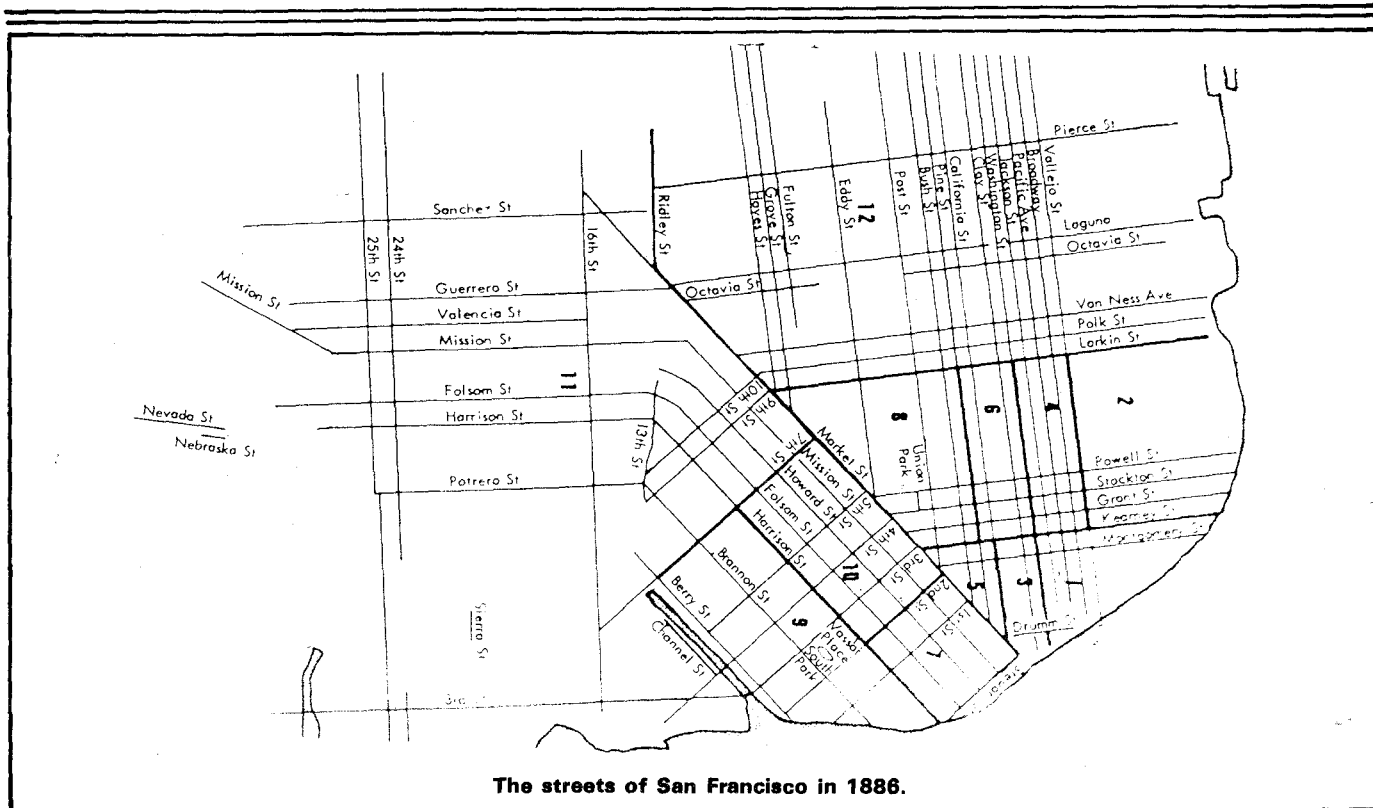 Pierce St
Vallejo St
Broadway
Pacific Ave
Jackson St
Washington St
Clay St
California St
Pine St
Bush St
Post St
12
Eddy St
Fulton St
Grove St
Hayes St
Ridley St
Sanchez St
16th St
24th St
25th St
Laguna
Octavia St
Octavia St
Mission St
Guerrero St
Valencia St
Mission St
Van Ness Ave
Polk St
Larkin St
11
Folsom St
Harrison St
Nevada St
Nebraska St
13th St
10th St
9th St
7th St
Market St
8
6
4
2
Union
Park
Powell St
Stockton St
Grant St
Kearney St
Montgomery St
Potrero St
Mission St
Howard St
Folsom St
Harrison St
5th St
4th St
3rd St
2nd St
1st St
10
Brannon St
Berry St
Channel St
9
Nassai
Place
South
Park
7
5
3
1
Drumm St
Sierra St
3rd
The streets of San Francisco in 1886.